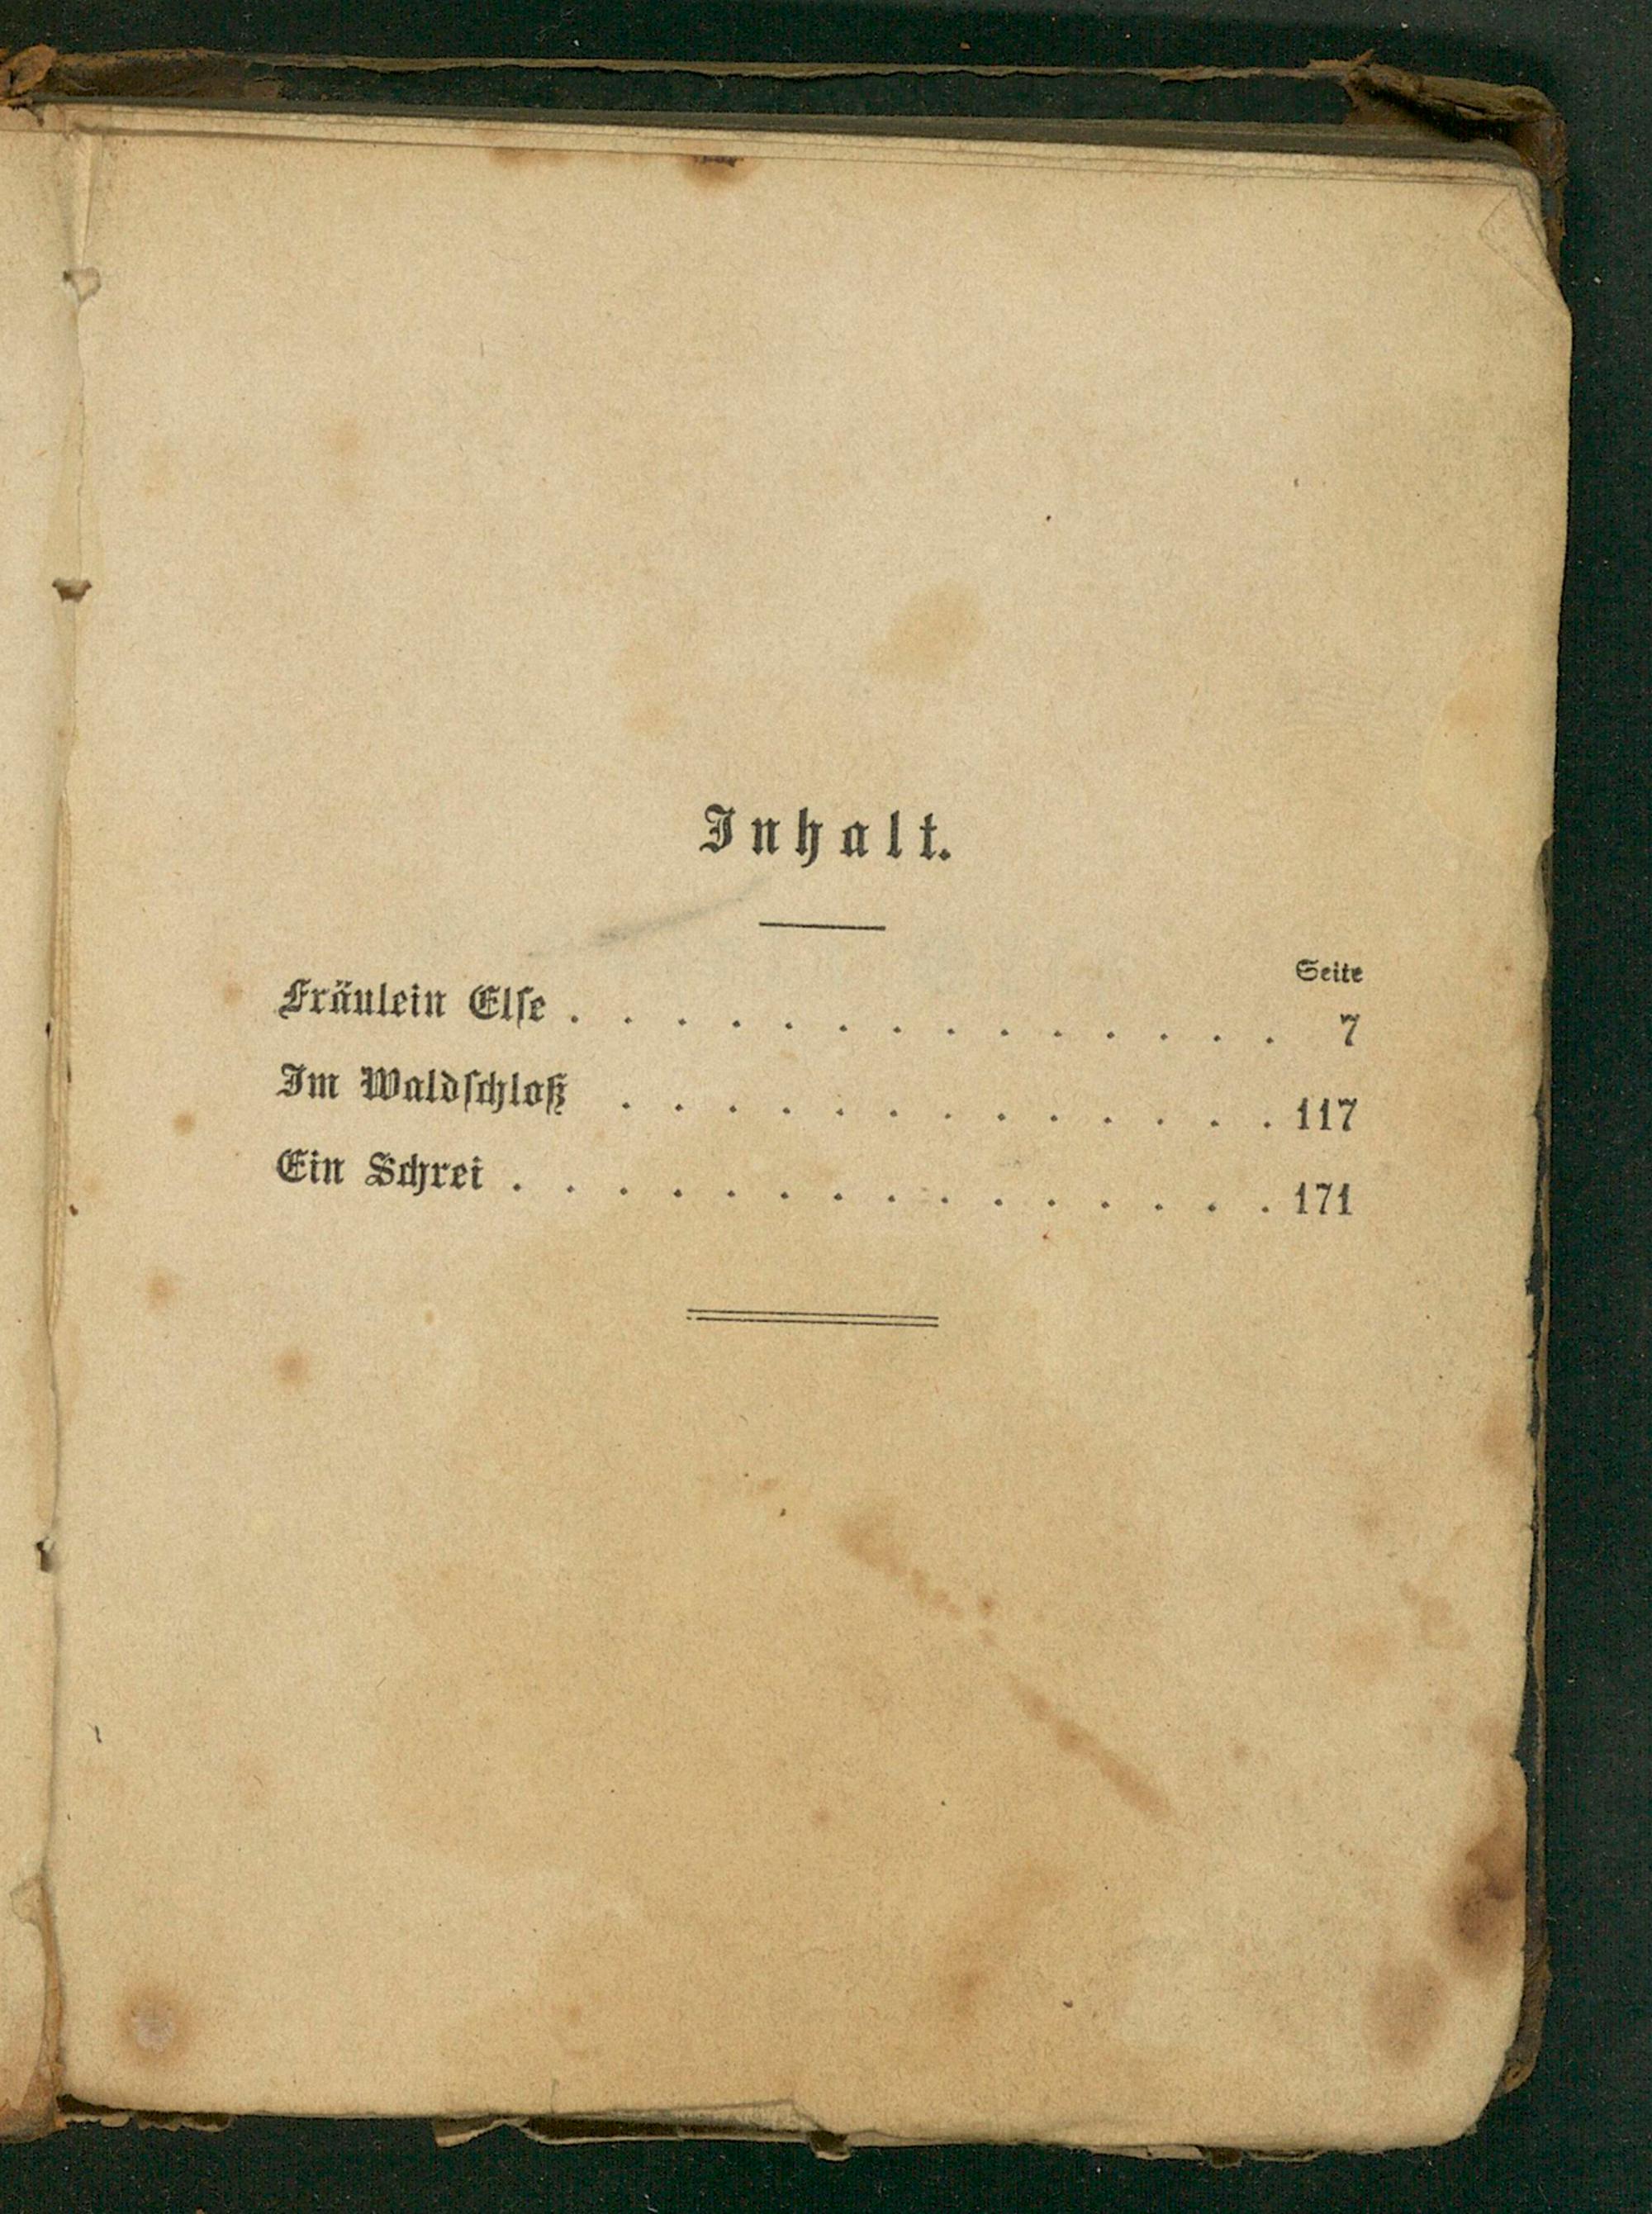 Inhalt.
Seite
Fräulein Elſe . . . . . . . . . . . . . . 7
Im Waldſchloß . . . . . . . . . . . . . 117
Ein Schrei . . . . . . . . . . . . . . . 171